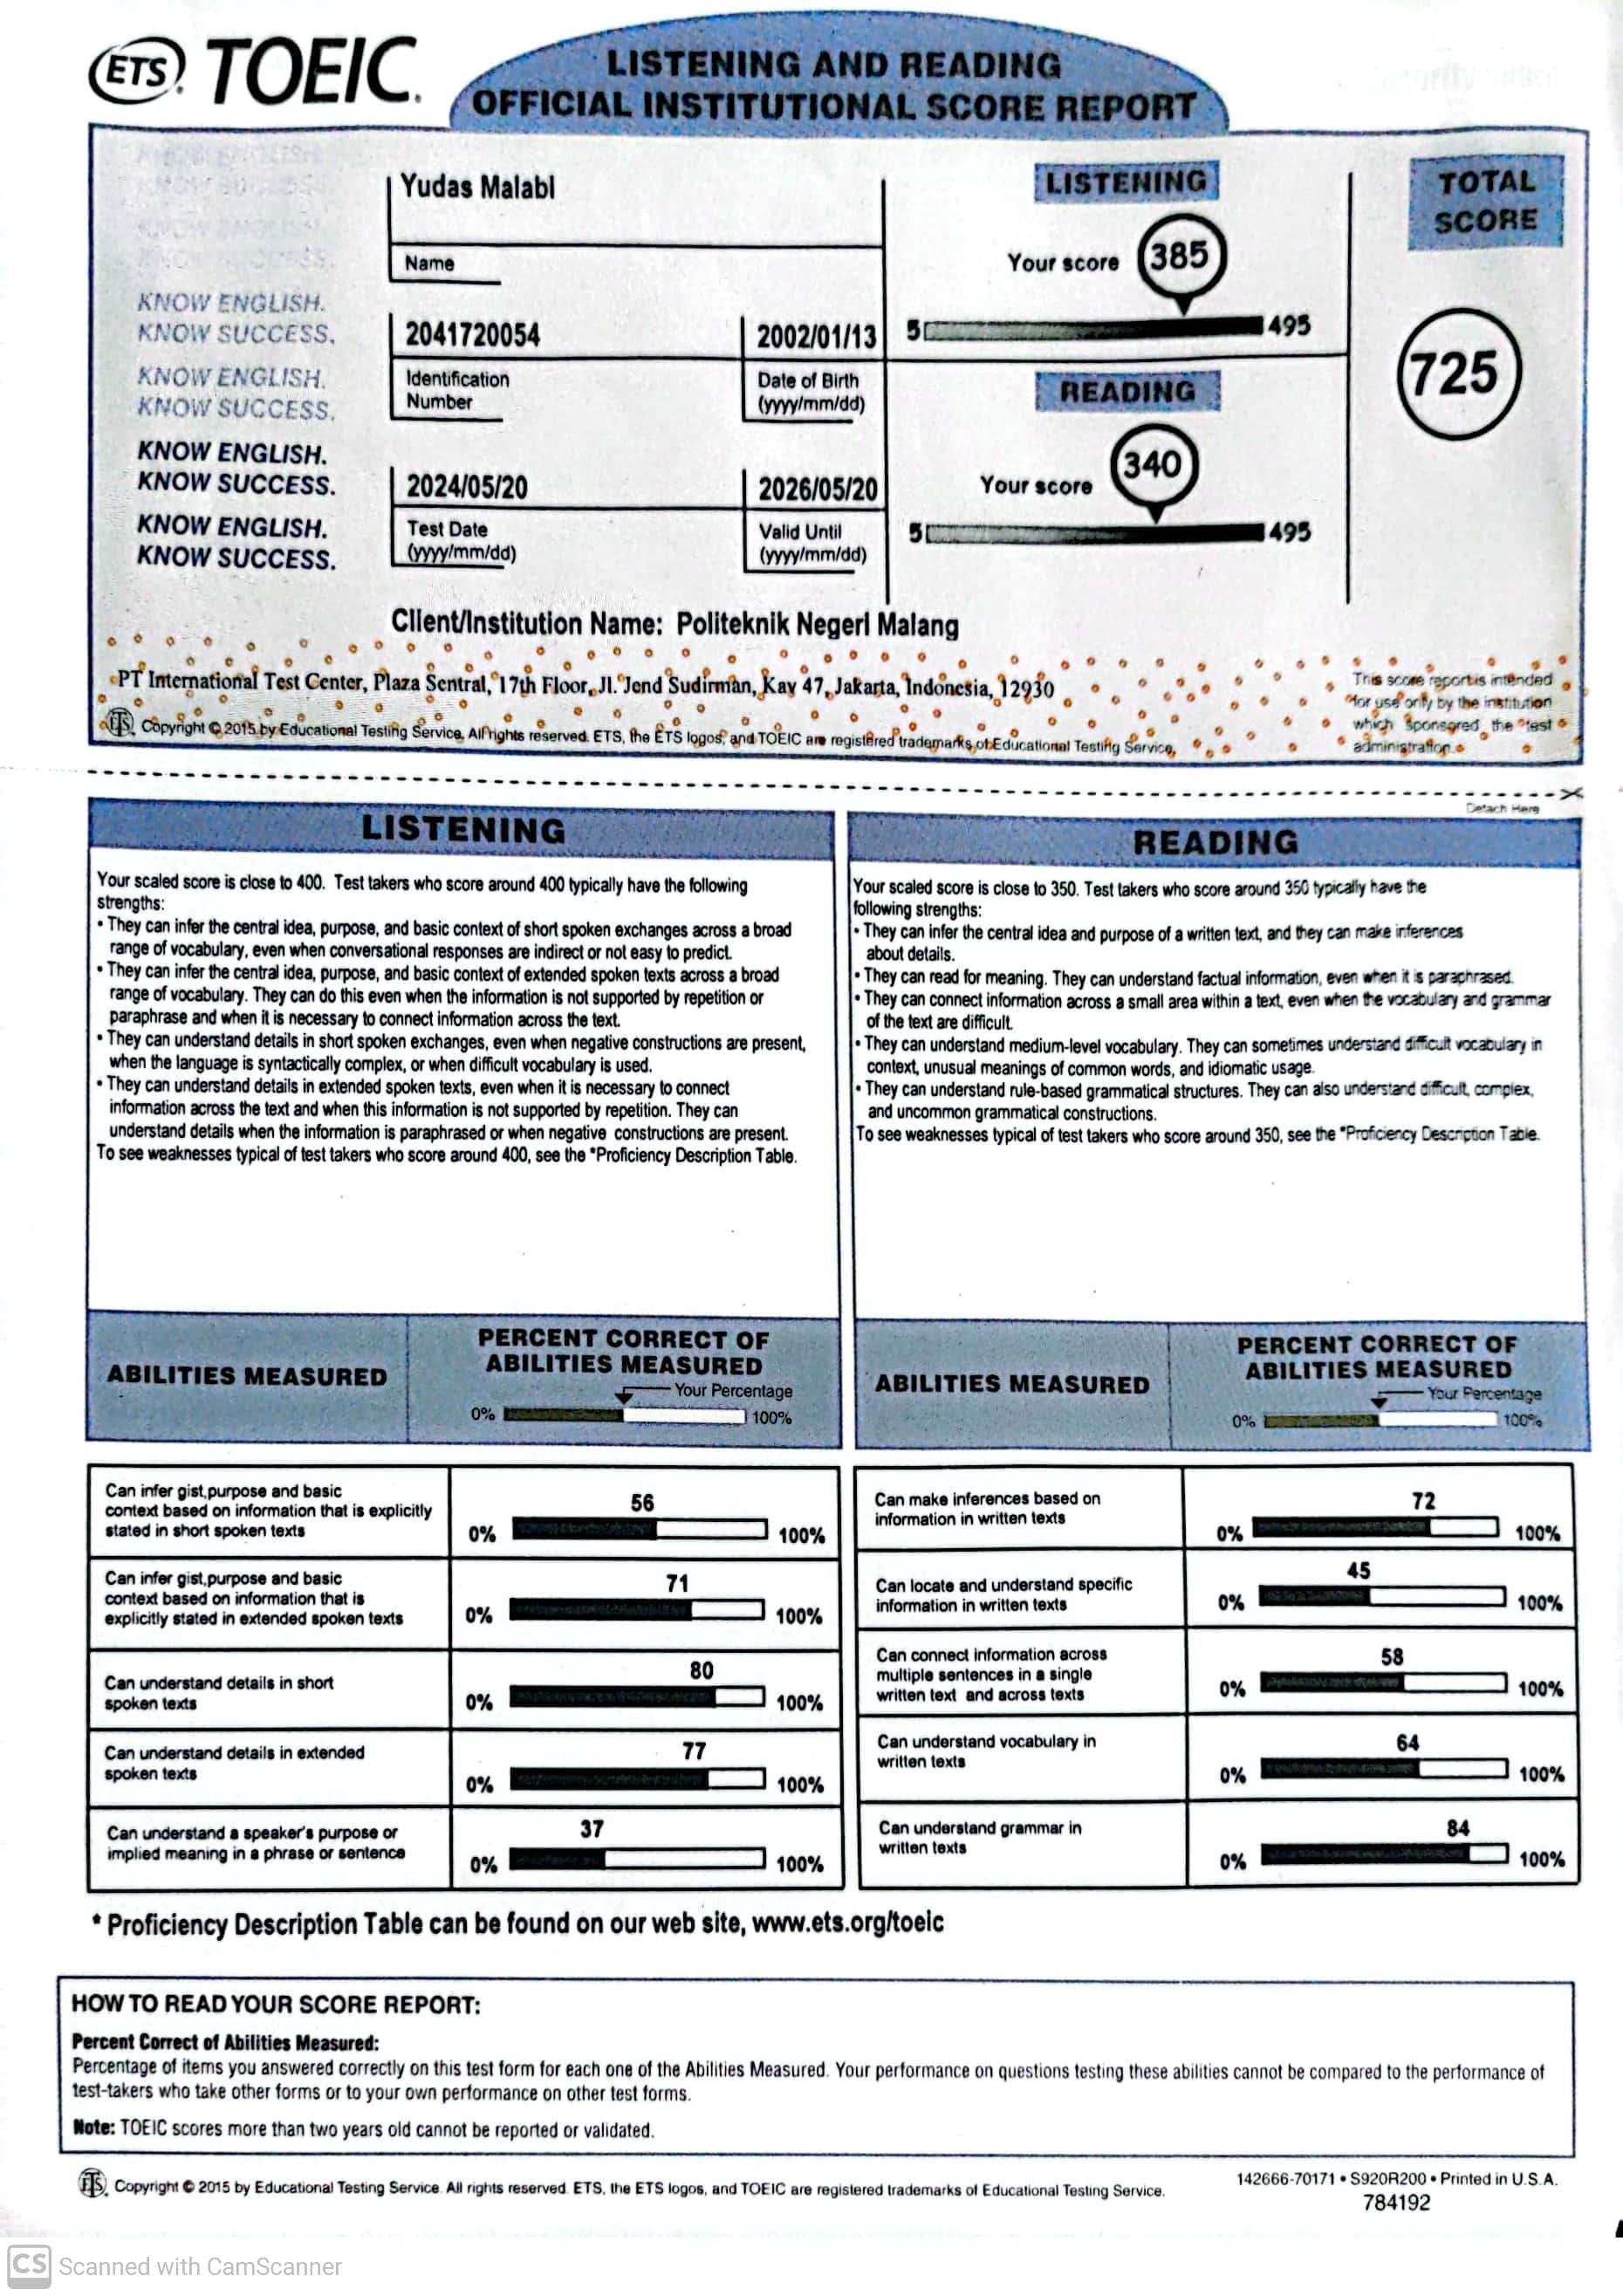 ETS. TOEIC.
LISTENING AND READING
OFFICIAL INSTITUTIONAL SCORE REPORT
Yudas Malabi
Name
KNOW ENGLISH.
KNOW SUCCESS.
KNOW ENGLISH.
KNOW SUCCESS.
KNOW ENGLISH.
KNOW SUCCESS.
KNOW ENGLISH.
KNOW SUCCESS.
2041720054
Identification
Number
2002/01/13
Date of Birth
(yyyy/mm/dd)
2024/05/20
Test Date
(yyyy/mm/dd)
2026/05/20
Valid Until
(yyyy/mm/dd)
LISTENING
Your score 385
5 495
READING
Your score 340
5 495
TOTAL
SCORE
725
Client/Institution Name: Politeknik Negeri Malang
PT International Test Center, Plaza Sentral, 17th Floor, Jl. Jend Sudirman, Kav 47, Jakarta, Indonesia, 12930
ETS. Copyright © 2015 by Educational Testing Service. All rights reserved. ETS, the ETS logos, and TOEIC are registered trademarks of Educational Testing Service.
This score report is intended
for use only by the institution
which sponsored the test
administration.
Detach Here
LISTENING
Your scaled score is close to 400. Test takers who score around 400 typically have the following
strengths:
• They can infer the central idea, purpose, and basic context of short spoken exchanges across a broad
range of vocabulary, even when conversational responses are indirect or not easy to predict.
• They can infer the central idea, purpose, and basic context of extended spoken texts across a broad
range of vocabulary. They can do this even when the information is not supported by repetition or
paraphrase and when it is necessary to connect information across the text.
• They can understand details in short spoken exchanges, even when negative constructions are present,
when the language is syntactically complex, or when difficult vocabulary is used.
• They can understand details in extended spoken texts, even when it is necessary to connect
information across the text and when this information is not supported by repetition. They can
understand details when the information is paraphrased or when negative constructions are present.
To see weaknesses typical of test takers who score around 400, see the *Proficiency Description Table.
READING
Your scaled score is close to 350. Test takers who score around 350 typically have the
following strengths:
• They can infer the central idea and purpose of a written text, and they can make inferences
about details.
• They can read for meaning. They can understand factual information, even when it is paraphrased.
• They can connect information across a small area within a text, even when the vocabulary and grammar
of the text are difficult.
• They can understand medium-level vocabulary. They can sometimes understand difficult vocabulary in
context, unusual meanings of common words, and idiomatic usage.
• They can understand rule-based grammatical structures. They can also understand difficult, complex,
and uncommon grammatical constructions.
To see weaknesses typical of test takers who score around 350, see the *Proficiency Description Table.
ABILITIES MEASURED
PERCENT CORRECT OF
ABILITIES MEASURED
Your Percentage
0% 100%
Can infer gist,purpose and basic
context based on information that is explicitly
stated in short spoken texts
56
0% 100%
Can infer gist,purpose and basic
context based on information that is
explicitly stated in extended spoken texts
71
0% 100%
Can understand details in short
spoken texts
80
0% 100%
Can understand details in extended
spoken texts
77
0% 100%
Can understand a speaker's purpose or
implied meaning in a phrase or sentence
37
0% 100%
ABILITIES MEASURED
PERCENT CORRECT OF
ABILITIES MEASURED
Your Percentage
0% 100%
Can make inferences based on
information in written texts
72
0% 100%
Can locate and understand specific
information in written texts
45
0% 100%
Can connect information across
multiple sentences in a single
written text and across texts
58
0% 100%
Can understand vocabulary in
written texts
64
0% 100%
Can understand grammar in
written texts
84
0% 100%
* Proficiency Description Table can be found on our web site, www.ets.org/toeic
HOW TO READ YOUR SCORE REPORT:
Percent Correct of Abilities Measured:
Percentage of items you answered correctly on this test form for each one of the Abilities Measured. Your performance on questions testing these abilities cannot be compared to the performance of
test-takers who take other forms or to your own performance on other test forms.
Note: TOEIC scores more than two years old cannot be reported or validated.
ETS. Copyright © 2015 by Educational Testing Service. All rights reserved. ETS, the ETS logos, and TOEIC are registered trademarks of Educational Testing Service.
142666-70171 • S920R200 • Printed in U.S.A.
784192
CS Scanned with CamScanner